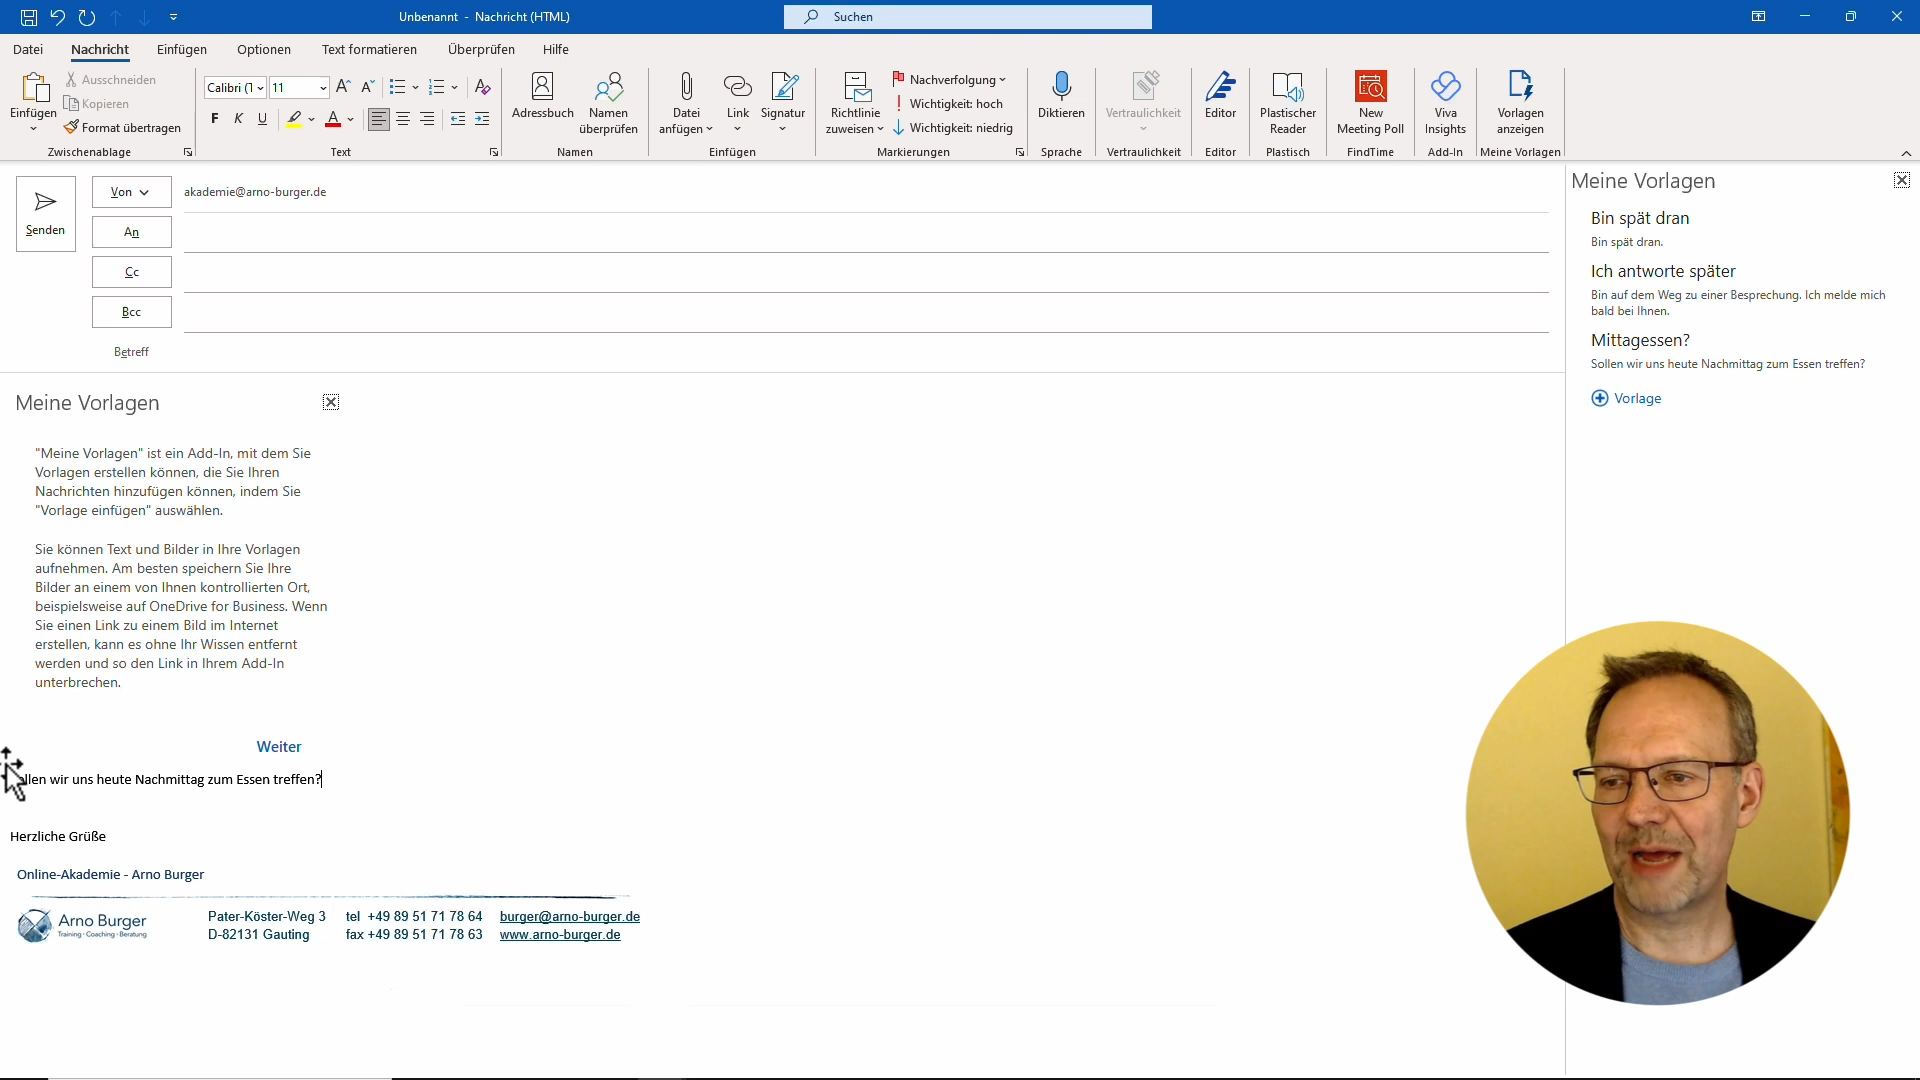 Unbenannt - Nachricht (HTML)
Suchen
Datei
Nachricht
Einfügen
Optionen
Text formatieren
Überprüfen
Hilfe
Einfügen
Ausschneiden
Kopieren
Format übertragen
Zwischenablage
Calibri (T
11
F K U
A
Text
Adressbuch
Namen
überprüfen
Namen
Datei
anfügen
Link
Signatur
Einfügen
Richtlinie
zuweisen
Nachverfolgung
Wichtigkeit: hoch
Wichtigkeit: niedrig
Markierungen
Diktieren
Sprache
Vertraulichkeit
Vertraulichkeit
Editor
Editor
Plastischer
Reader
Plastisch
New
Meeting Poll
FindTime
Viva
Insights
Add-In
Vorlagen
anzeigen
Meine Vorlagen
Senden
Von
akademie@arno-burger.de
An
Cc
Bcc
Betreff
Meine Vorlagen
"Meine Vorlagen" ist ein Add-In, mit dem Sie
Vorlagen erstellen können, die Sie Ihren
Nachrichten hinzufügen können, indem Sie
"Vorlage einfügen" auswählen.
Sie können Text und Bilder in Ihre Vorlagen
aufnehmen. Am besten speichern Sie Ihre
Bilder an einem von Ihnen kontrollierten Ort,
beispielsweise auf OneDrive for Business. Wenn
Sie einen Link zu einem Bild im Internet
erstellen, kann es ohne Ihr Wissen entfernt
werden und so den Link in Ihrem Add-In
unterbrechen.
Weiter
llen wir uns heute Nachmittag zum Essen treffen?
Herzliche Grüße
Online-Akademie - Arno Burger
Arno Burger
Training · Coaching · Beratung
Pater-Köster-Weg 3 tel +49 89 51 71 78 64 burger@arno-burger.de
D-82131 Gauting fax +49 89 51 71 78 63 www.arno-burger.de
Meine Vorlagen
Bin spät dran
Bin spät dran.
Ich antworte später
Bin auf dem Weg zu einer Besprechung. Ich melde mich
bald bei Ihnen.
Mittagessen?
Sollen wir uns heute Nachmittag zum Essen treffen?
Vorlage